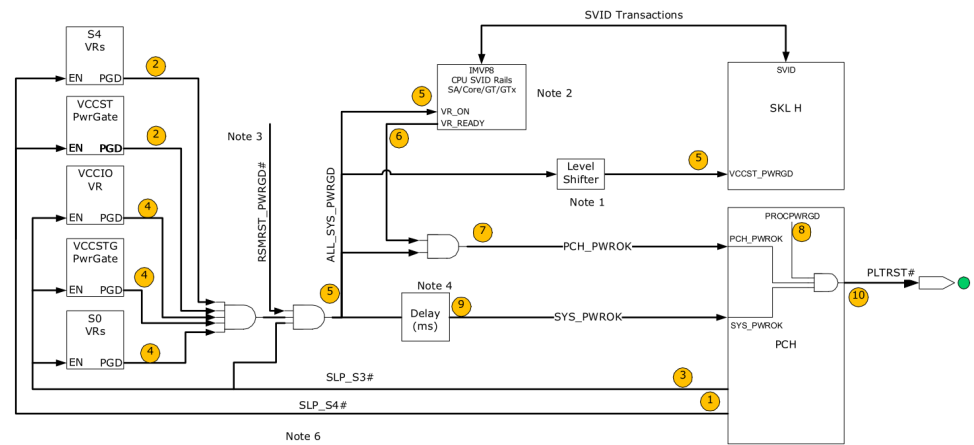 SVID Transactions
S4
VRs
EN PGD
2
VCCST
PwrGate
EN PGD
2
VCCIO
VR
EN PGD
4
VCCSTG
PwrGate
EN PGD
4
S0
VRs
EN PGD
4
Note 3
RSMRST_PWRGD#
ALL_SYS_PWRGD
5
IMVP8
CPU SVID Rails
SA/Core/GT/GTx
VR_ON
VR_READY
5
6
Note 2
SVID
SKL H
VCCST_PWRGD
5
Level
Shifter
Note 1
7
PCH_PWROK
Note 4
Delay
(ms)
9
SYS_PWROK
PROCPWRGD
8
PCH_PWROK
SYS_PWROK
PCH
10
PLTRST#
SLP_S3#
3
SLP_S4#
1
Note 6